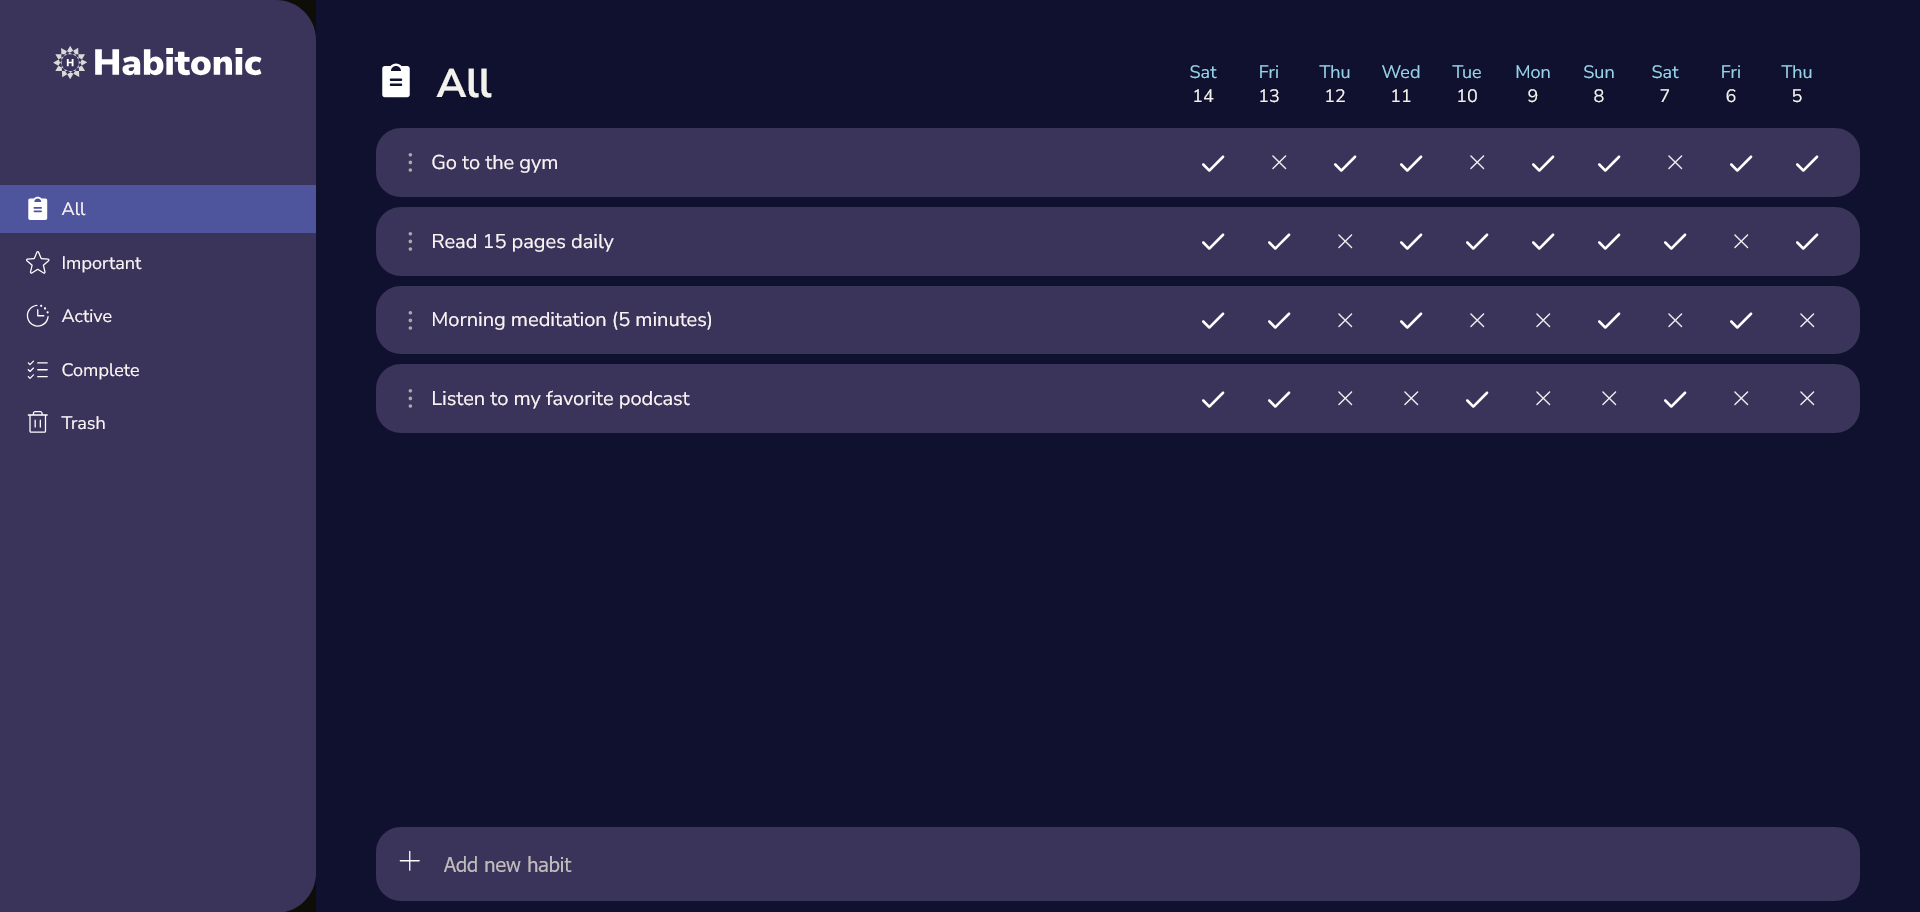 Habitonic
All
Important
Active
Complete
Trash
All
Sat Fri Thu Wed Tue Mon Sun Sat Fri Thu
14 13 12 11 10 9 8 7 6 5
Go to the gym
Read 15 pages daily
Morning meditation (5 minutes)
Listen to my favorite podcast
Add new habit